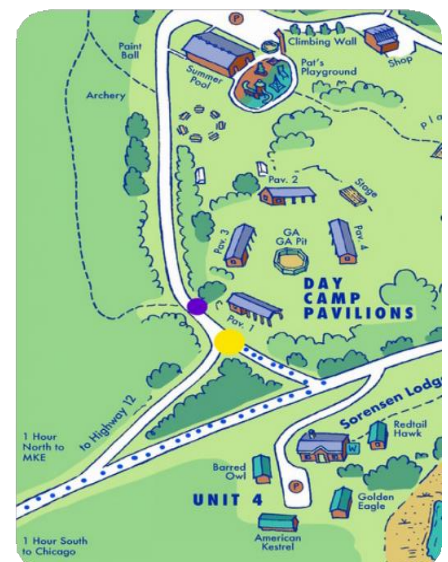 P
Climbing Wall
Paint
Ball
Shop
Pat's
Playground
Summer
Pool
Archery
Pla
Pav. 2
Stage
Pav. 3
GA
GA Pit
Pav. 4
DAY
CAMP
PAVILIONS
Pav. 1
to Highway 12
Sorensen Lodg
1 Hour
North to
MKE
Redtail
Hawk
W
Barred
Owl
UNIT 4
P
Golden
Eagle
American
Kestrel
1 Hour South
to Chicago